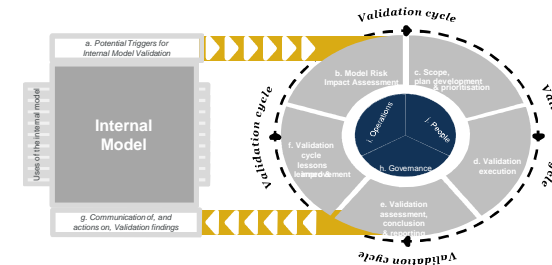 Validation cycle
a. Potential Triggers for
Internal Model Validation
b. Model Risk
Impact Assessment
c. Scope,
plan development
& prioritisation
Uses of the internal model
Internal
Model
i. Operations
j. People
h. Governance
Validation cycle
f. Validation
cycle
lessons
learned &
improvement
d. Validation
execution
e. Validation
assessment,
conclusion
& reporting
g. Communication of, and
actions on, Validation findings
Validation cycle